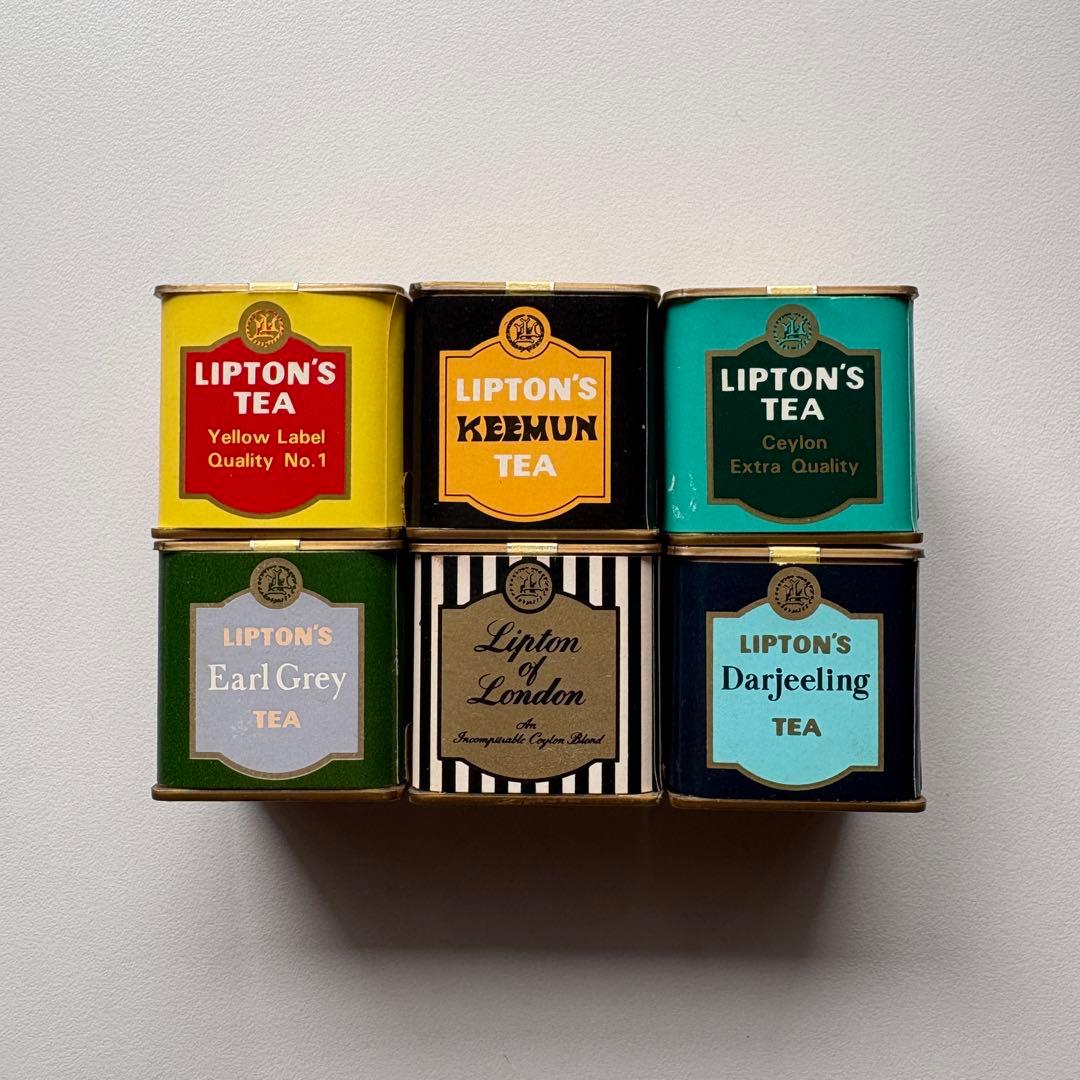 LIPTON'S
TEA
Yellow Label
Quality No.1
LIPTON'S
KEEMUN
TEA
LIPTON'S
TEA
Ceylon
Extra Quality
LIPTON'S
Earl Grey
TEA
Lipton
of
London
An
Incomparable Ceylon Blend
LIPTON'S
Darjeeling
TEA